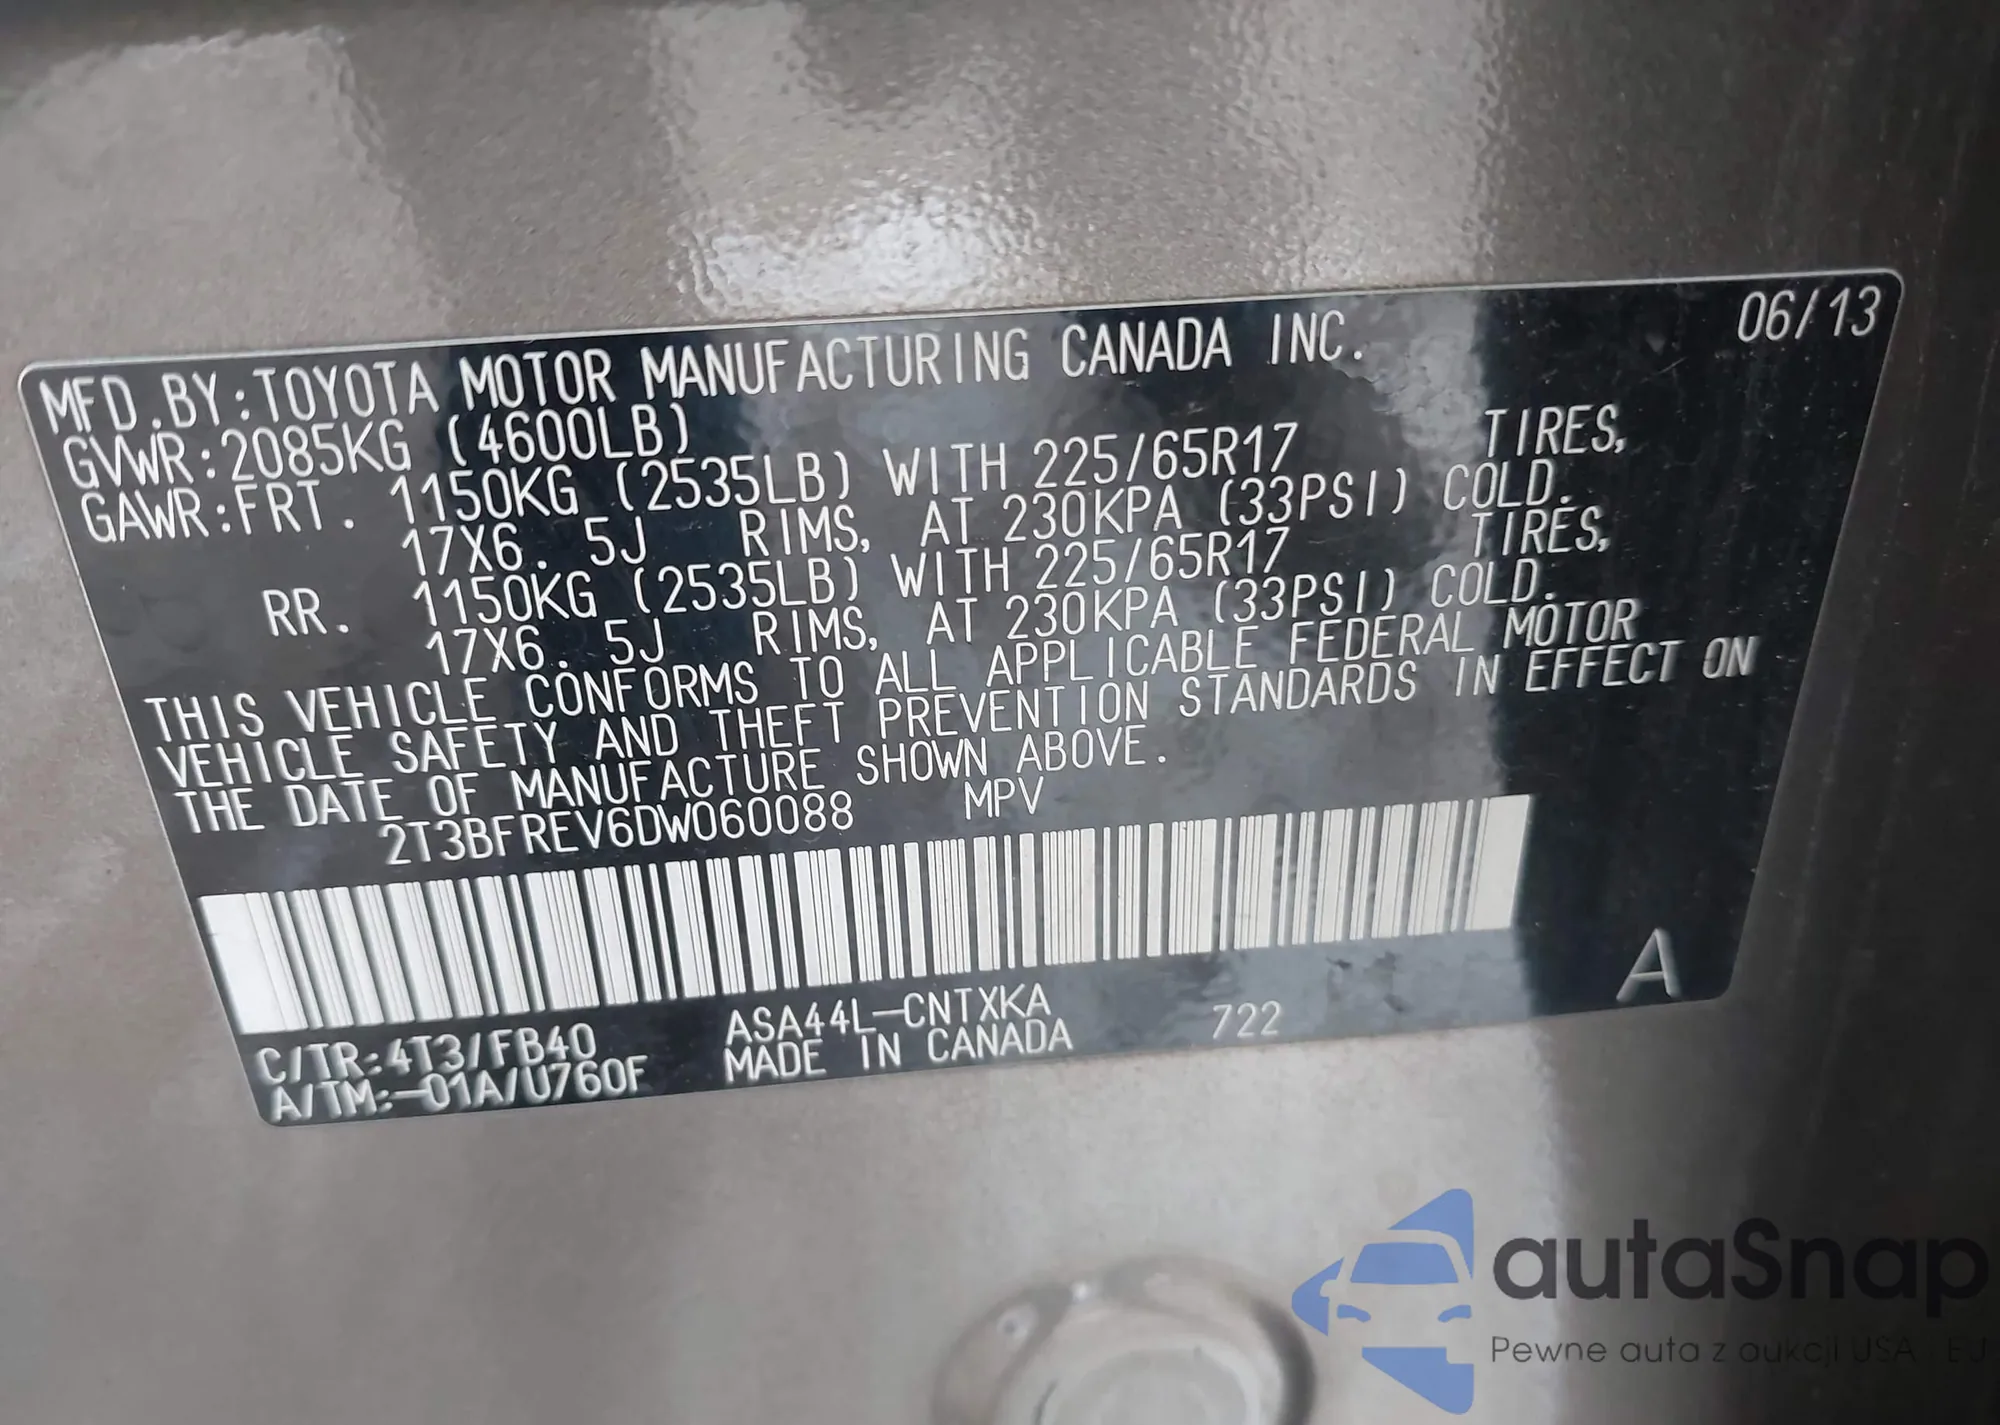 06/13
MFD.BY:TOYOTA MOTOR MANUFACTURING CANADA INC.
GVWR:2085KG (4600LB)
GAWR:FRT. 1150KG (2535LB) WITH 225/65R17 TIRES,
17X6.5J RIMS, AT 230KPA (33PSI) COLD.
RR. 1150KG (2535LB) WITH 225/65R17 TIRES,
17X6.5J RIMS, AT 230KPA (33PSI) COLD.
THIS VEHICLE CONFORMS TO ALL APPLICABLE FEDERAL MOTOR
VEHICLE SAFETY AND THEFT PREVENTION STANDARDS IN EFFECT ON
THE DATE OF MANUFACTURE SHOWN ABOVE.
2T3BFREV6DW060088 MPV
A
C/TR:4T3/FB40 ASA44L-CNTXKA 722
A/TM:-01A/U760F MADE IN CANADA
autaSnap
Pewne auta z aukcji USA EU